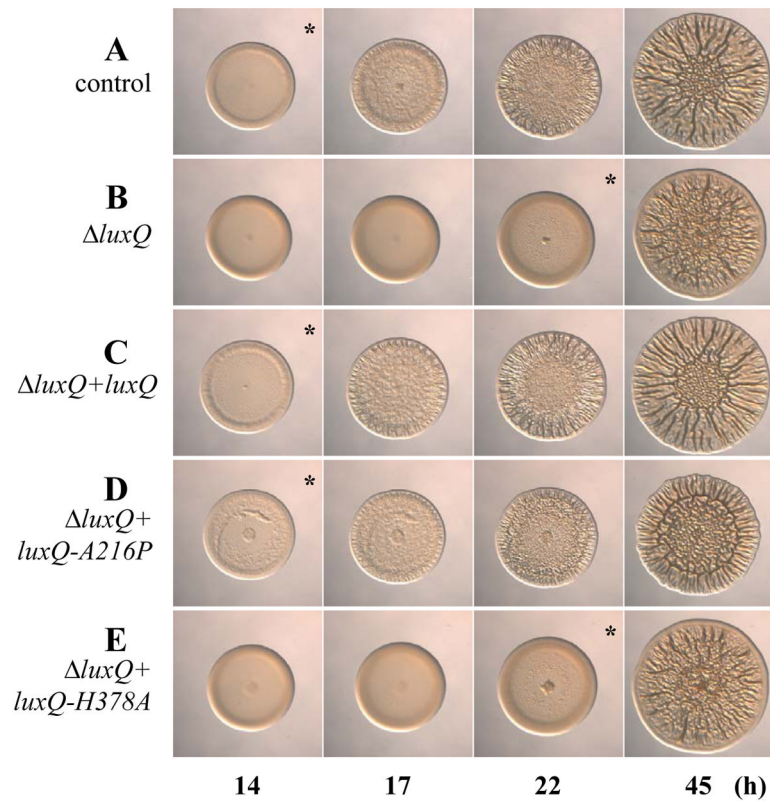 A
control
*
B
ΔluxQ
*
C
ΔluxQ+luxQ
*
D
ΔluxQ+
luxQ-A216P
*
E
ΔluxQ+
luxQ-H378A
*
14 17 22 45 (h)